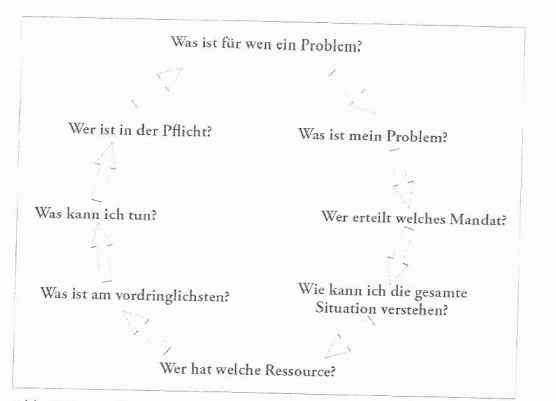 Was ist für wen ein Problem?
Wer ist in der Pflicht?
Was ist mein Problem?
Was kann ich tun?
Wer erteilt welches Mandat?
Was ist am vordringlichsten?
Wie kann ich die gesamte
Situation verstehen?
Wer hat welche Ressource?